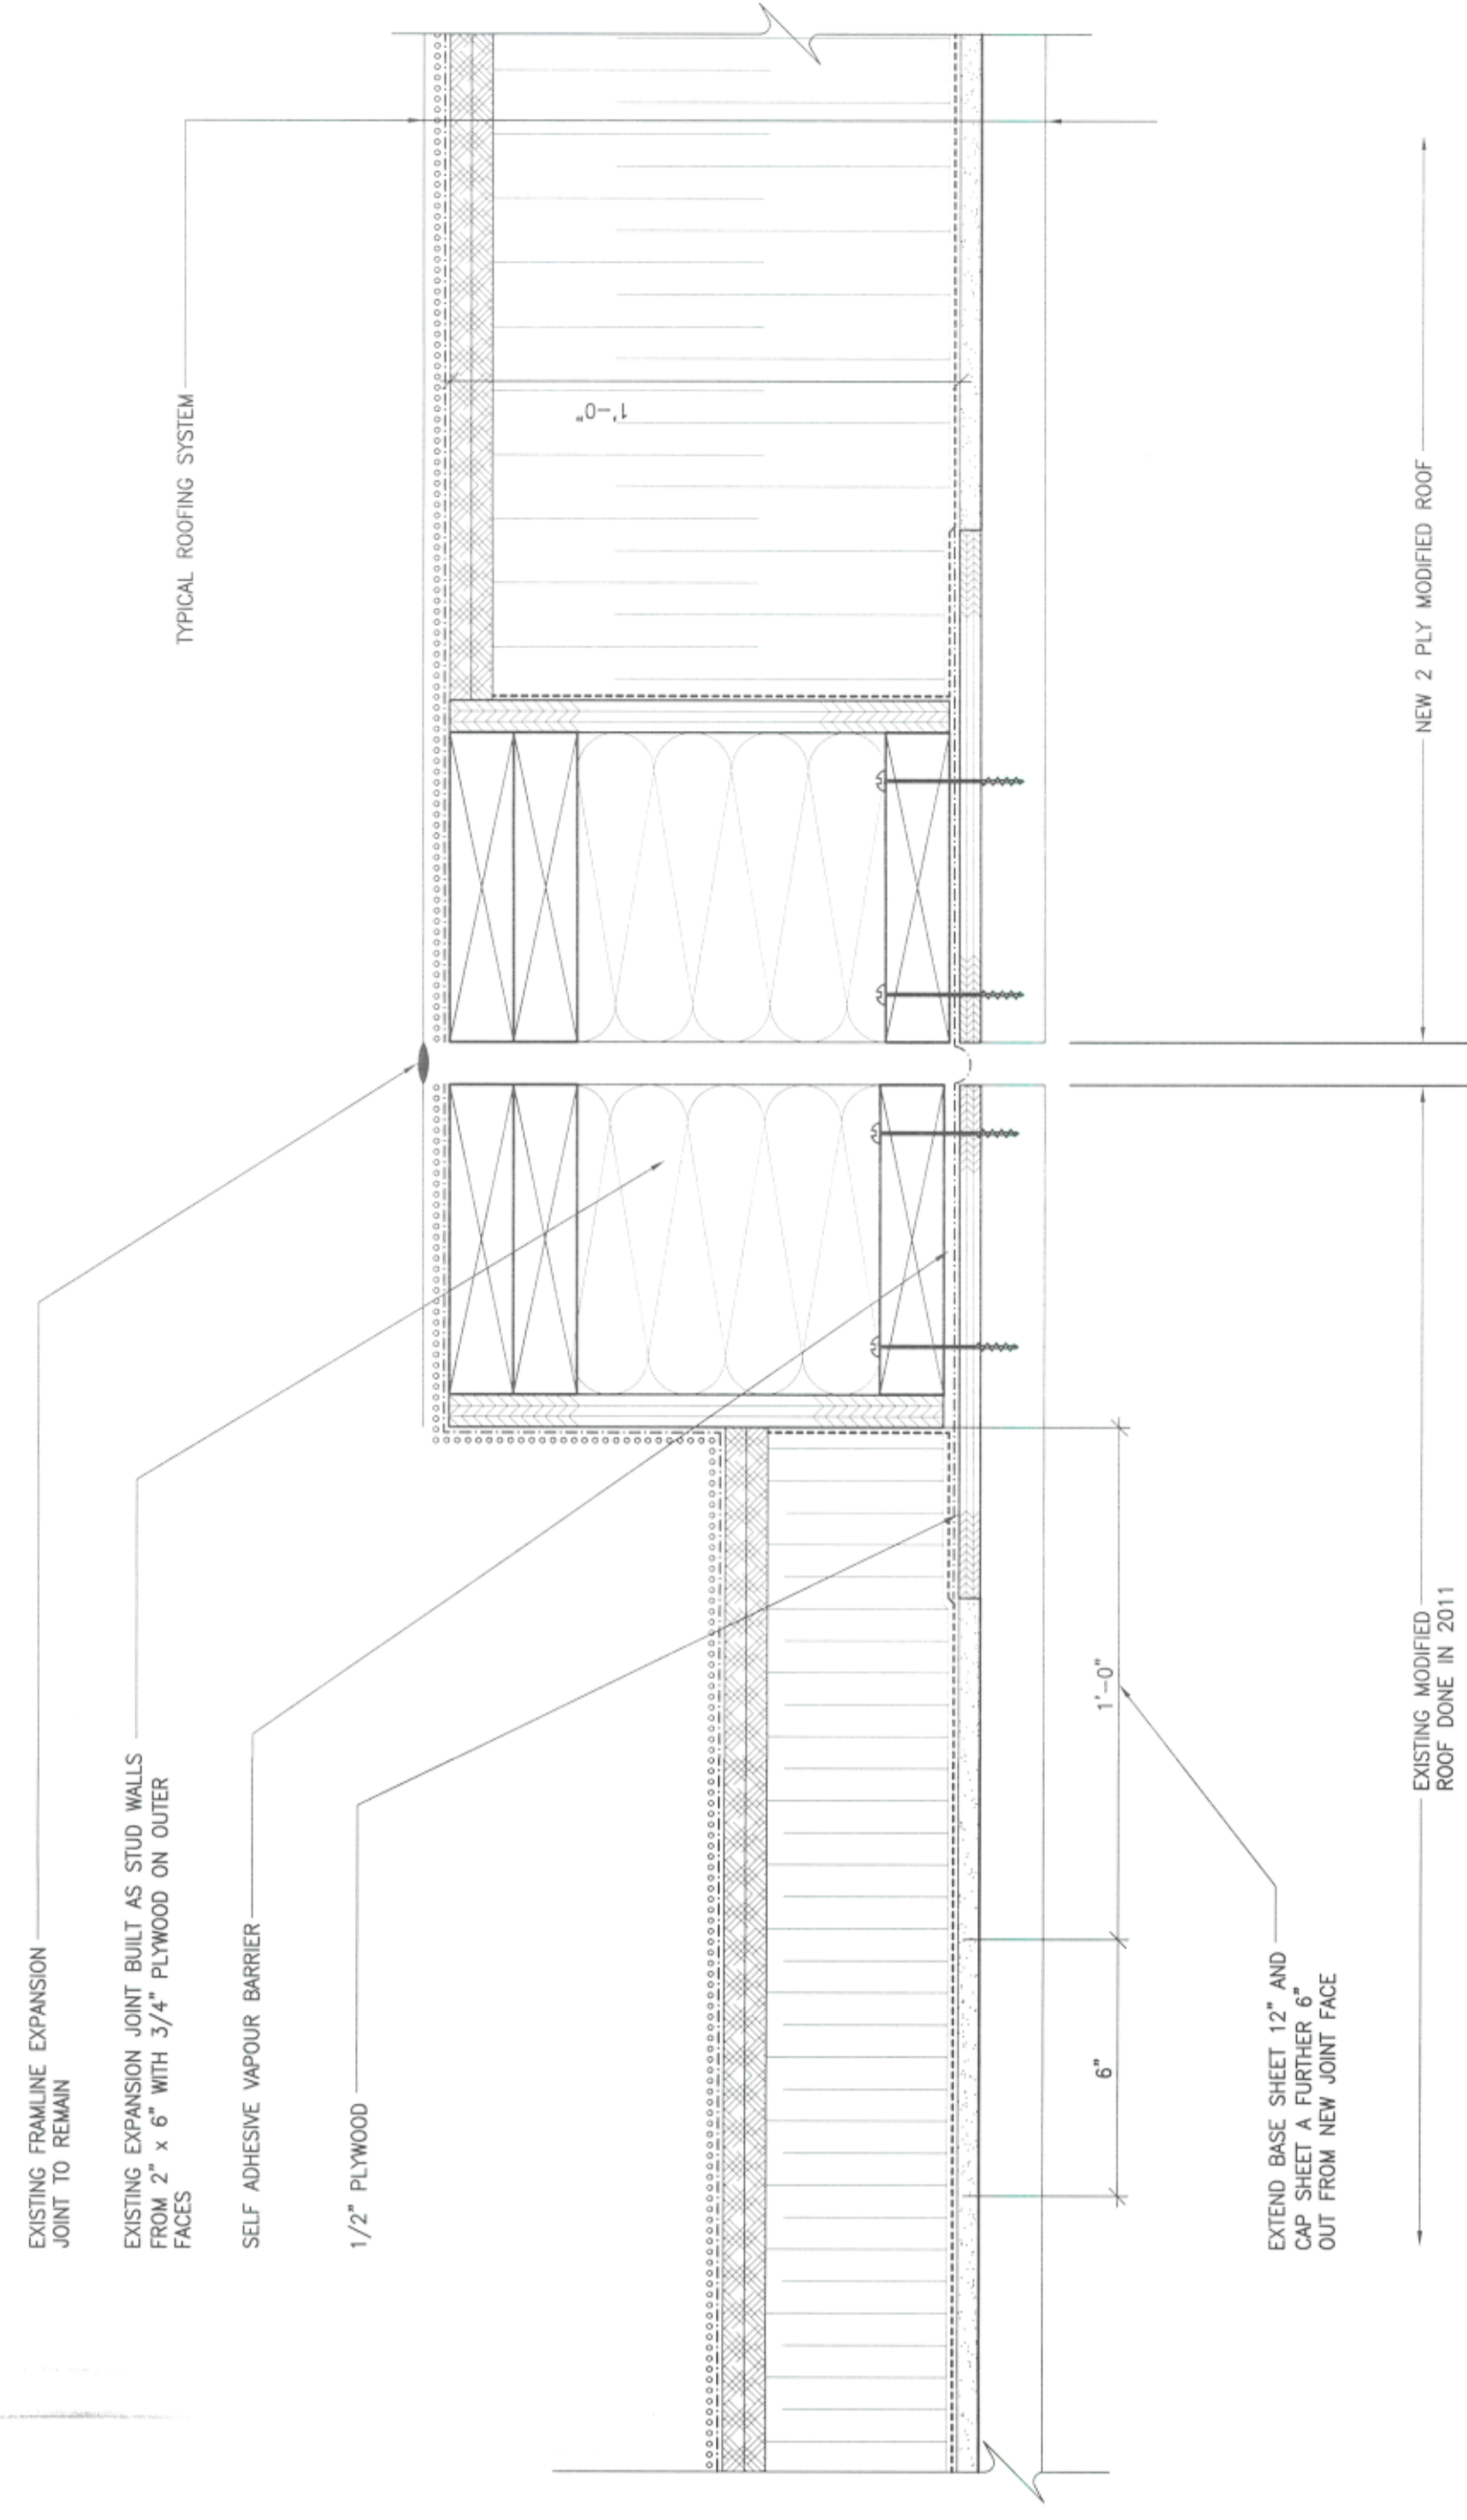 EXISTING FRAMLINE EXPANSION
JOINT TO REMAIN
EXISTING EXPANSION JOINT BUILT AS STUD WALLS
FROM 2" x 6" WITH 3/4" PLYWOOD ON OUTER
FACES
SELF ADHESIVE VAPOUR BARRIER
1/2" PLYWOOD
TYPICAL ROOFING SYSTEM
1'-0"
1'-0"
6"
EXTEND BASE SHEET 12" AND
CAP SHEET A FURTHER 6"
OUT FROM NEW JOINT FACE
EXISTING MODIFIED
ROOF DONE IN 2011
NEW 2 PLY MODIFIED ROOF